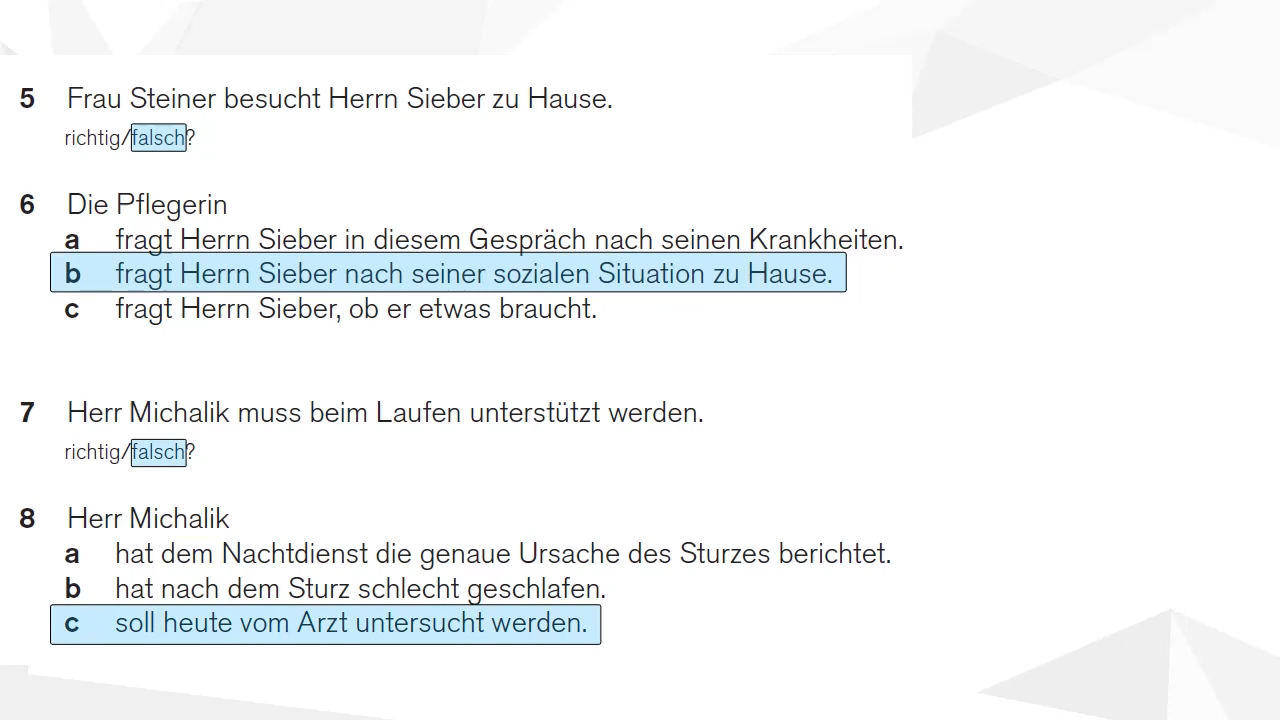 5 Frau Steiner besucht Herrn Sieber zu Hause.
richtig/falsch?
6 Die Pflegerin
a fragt Herrn Sieber in diesem Gespräch nach seinen Krankheiten.
b fragt Herrn Sieber nach seiner sozialen Situation zu Hause.
c fragt Herrn Sieber, ob er etwas braucht.
7 Herr Michalik muss beim Laufen unterstützt werden.
richtig/falsch?
8 Herr Michalik
a hat dem Nachtdienst die genaue Ursache des Sturzes berichtet.
b hat nach dem Sturz schlecht geschlafen.
c soll heute vom Arzt untersucht werden.